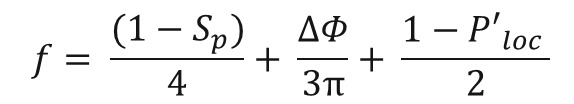 f = (1 − S_p)/4 + ΔΦ/3π + (1 − P′_loc)/2